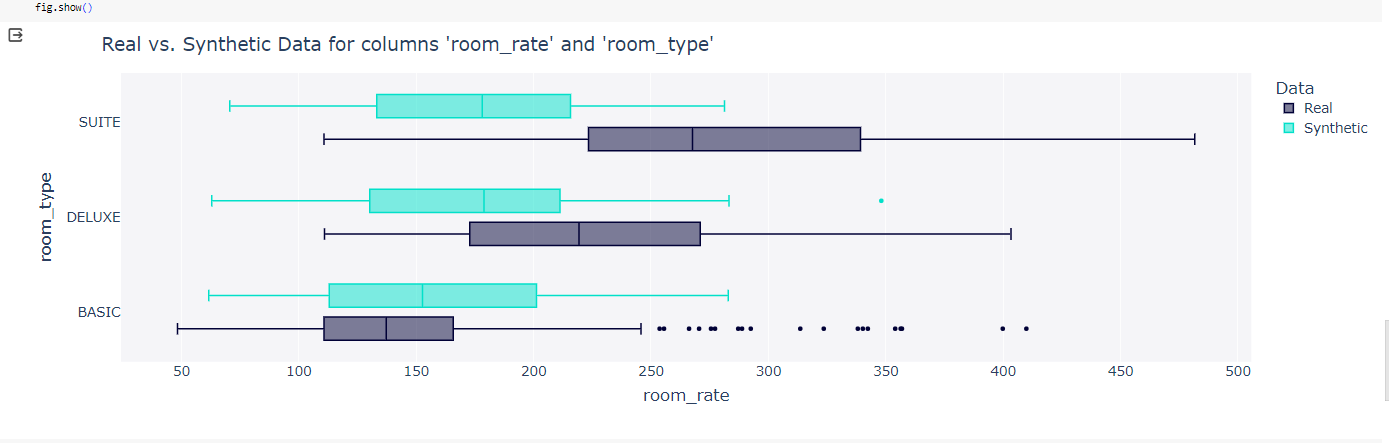 fig.show()
Real vs. Synthetic Data for columns 'room_rate' and 'room_type'
Data
Real
Synthetic
room_type
SUITE
DELUXE
BASIC
50 100 150 200 250 300 350 400 450 500
room_rate